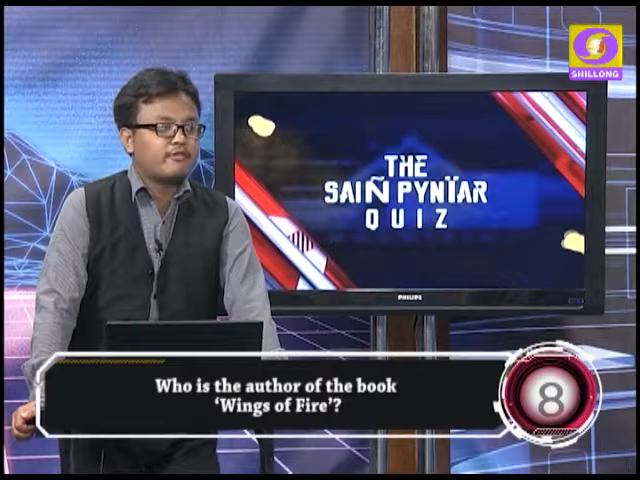 SHILLONG
THE
SAIÑ PYNÏAR
QUIZ
PHILIPS
Who is the author of the book
‘Wings of Fire’?
8